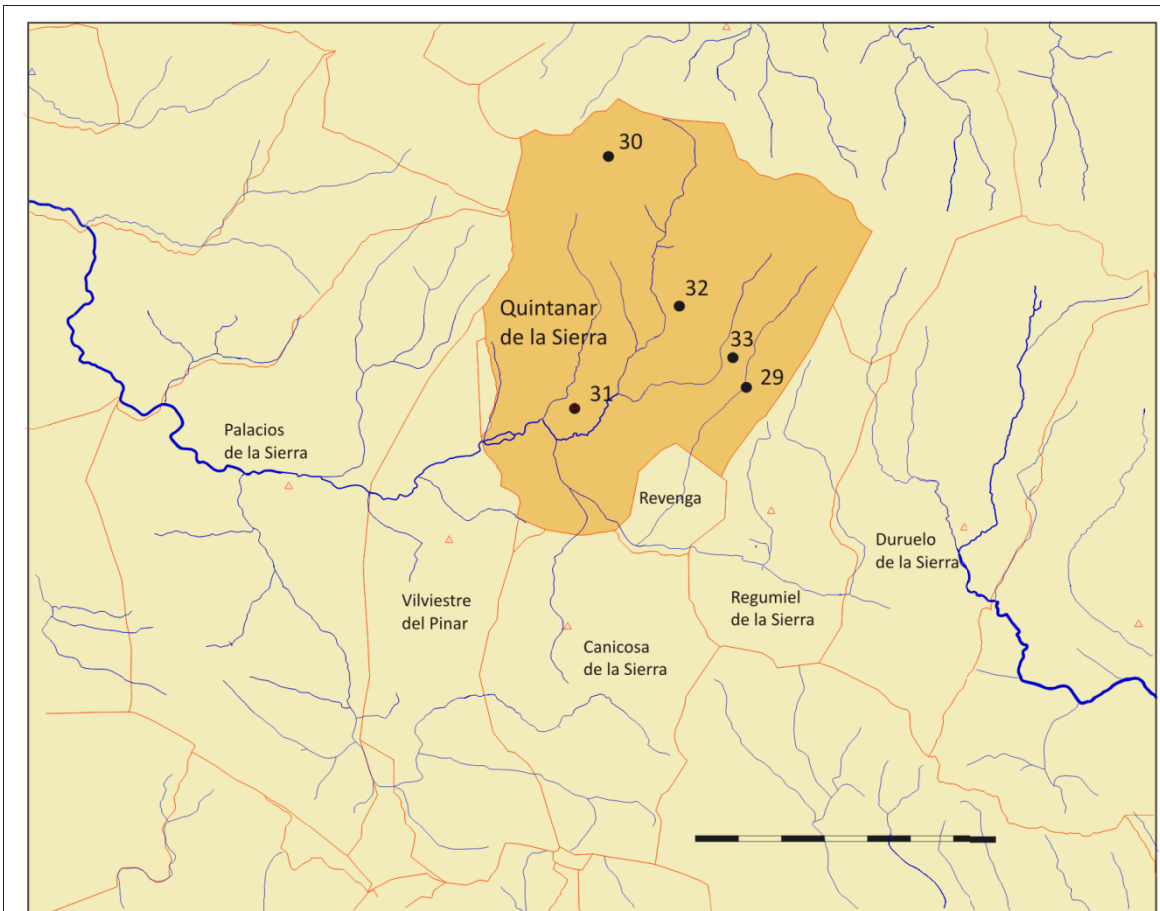 30
32
Quintanar
de la Sierra
33
29
31
Palacios
de la Sierra
Revenga
Duruelo
de la Sierra
Vilviestre
del Pinar
Regumiel
de la Sierra
Canicosa
de la Sierra